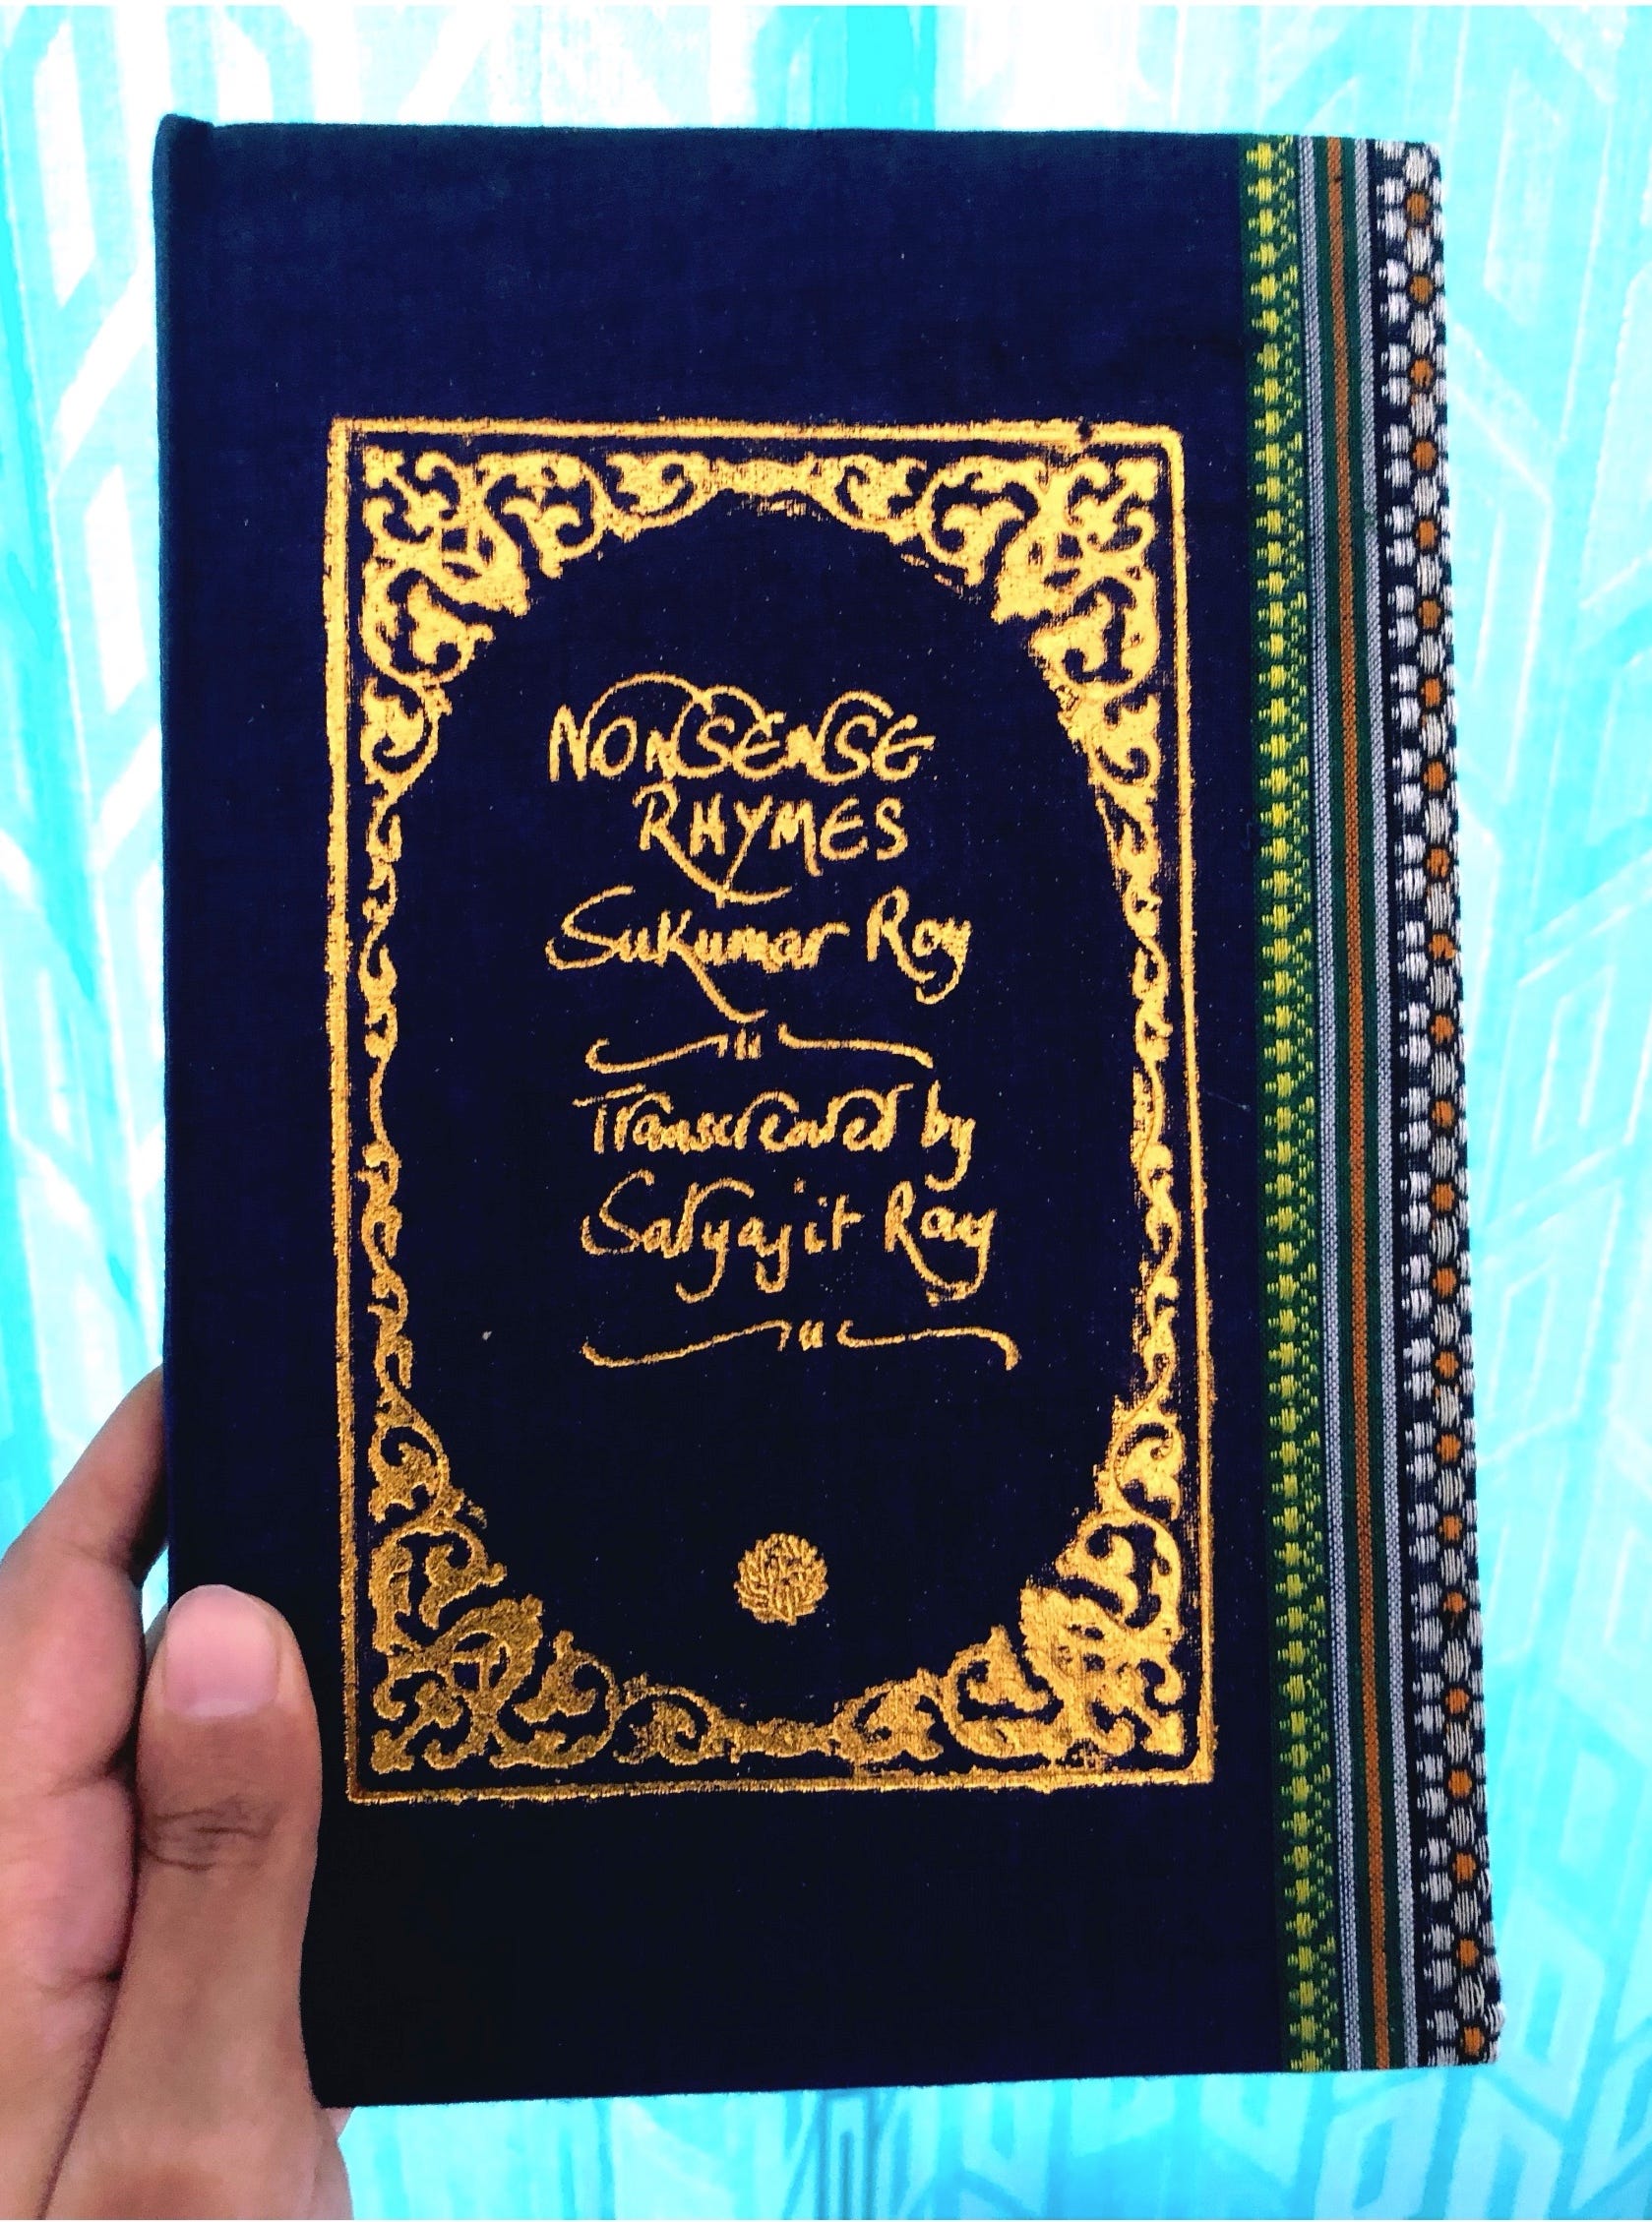 NONSENSE
RHYMES
Sukumar Roy
Transcreated by
Satyajit Ray